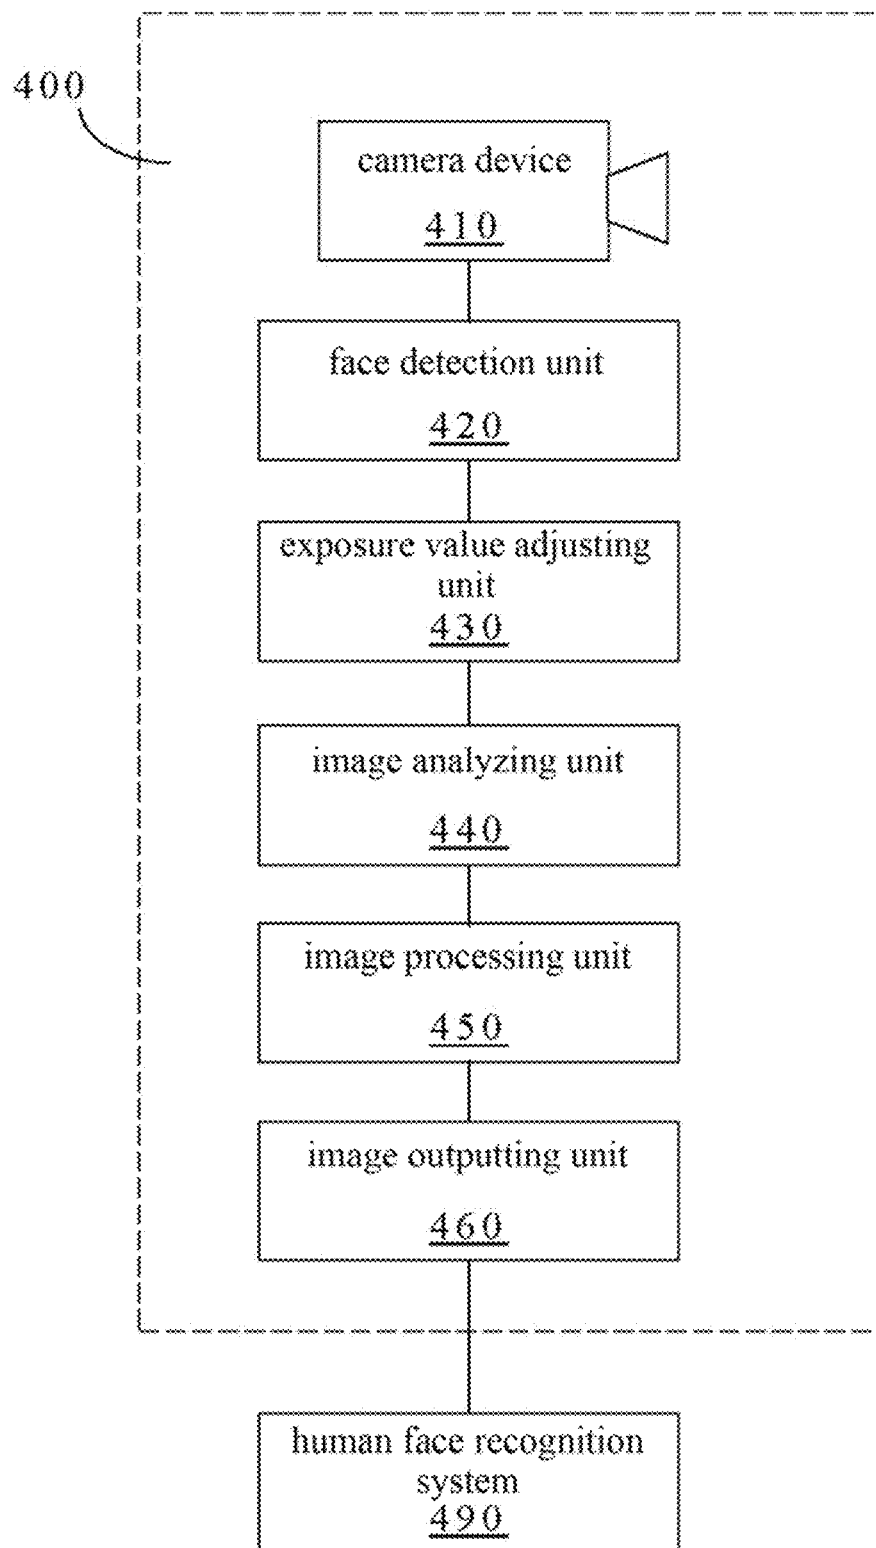 400
camera device
410
face detection unit
420
exposure value adjusting
unit
430
image analyzing unit
440
image processing unit
450
image outputting unit
460
human face recognition
system
490